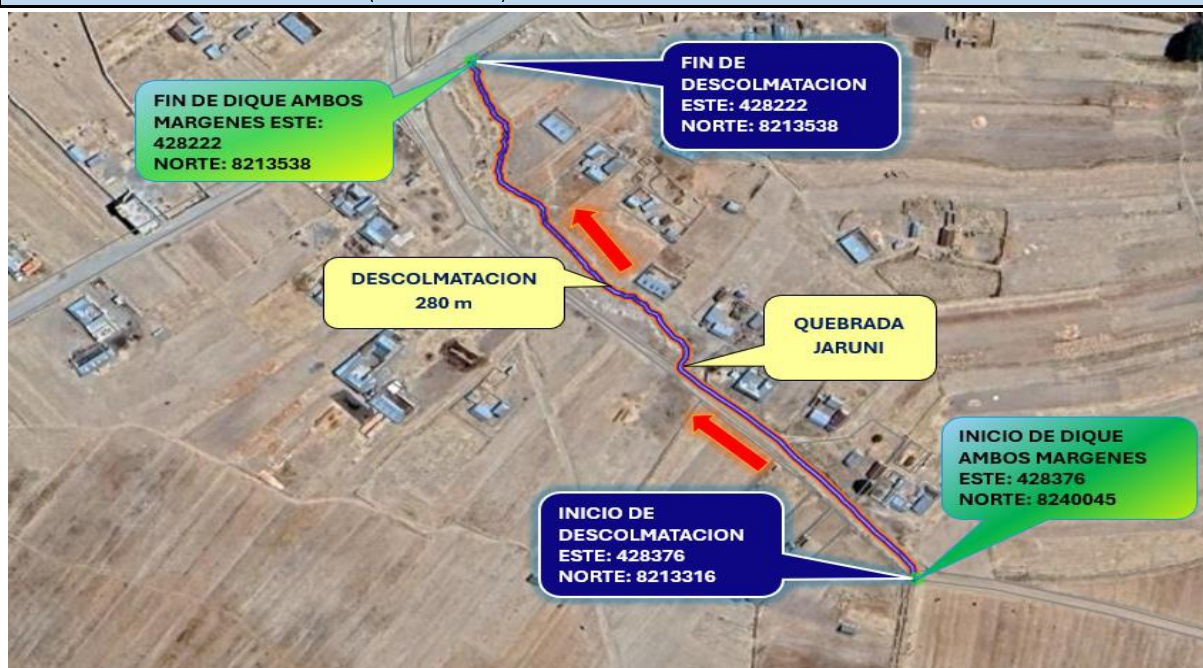 FIN DE
DESCOLMATACION
ESTE: 428222
NORTE: 8213538
FIN DE DIQUE AMBOS
MARGENES ESTE:
428222
NORTE: 8213538
DESCOLMATACION
280 m
QUEBRADA
JARUNI
INICIO DE DIQUE
AMBOS MARGENES
ESTE: 428376
NORTE: 8240045
INICIO DE
DESCOLMATACION
ESTE: 428376
NORTE: 8213316